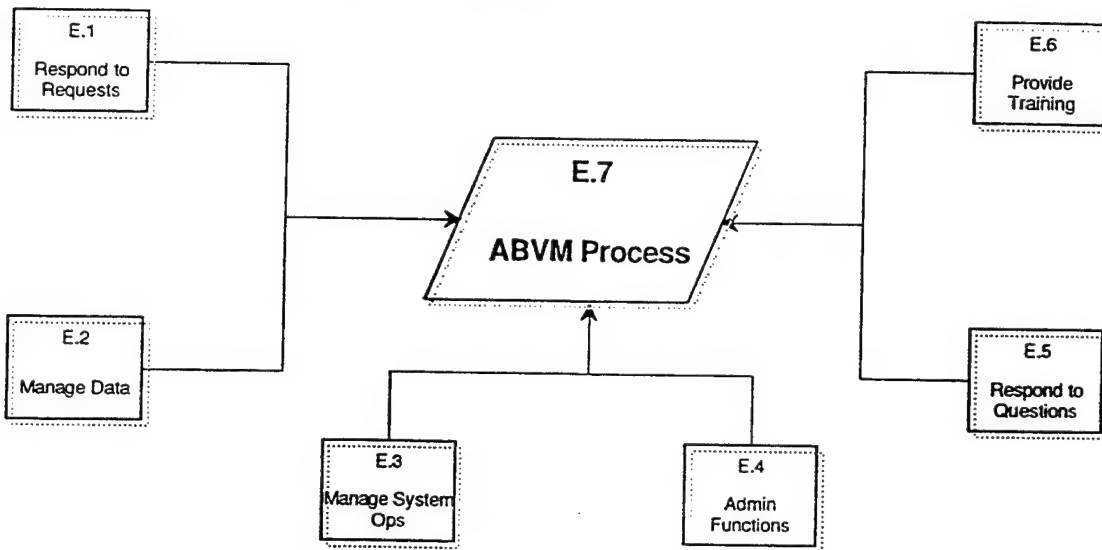 E.1
Respond to
Requests
E.6
Provide
Training
E.7
ABVM Process
E.2
Manage Data
E.5
Respond to
Questions
E.3
Manage System
Ops
E.4
Admin
Functions